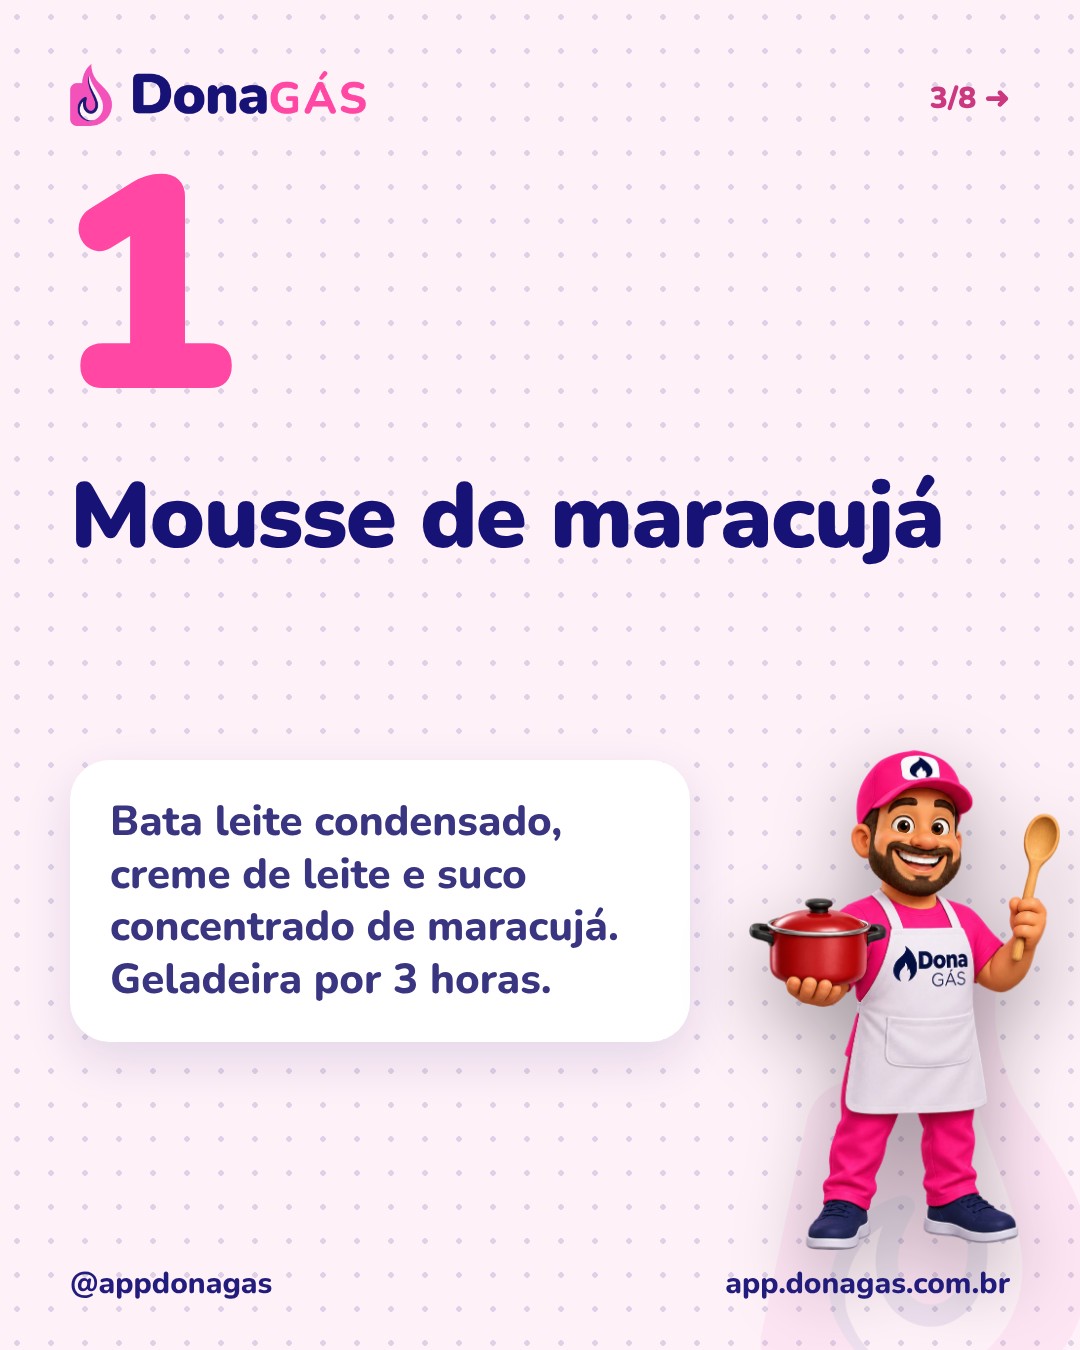 DonaGÁS
3/8 ➜
1
Mousse de maracujá
Bata leite condensado,
creme de leite e suco
concentrado de maracujá.
Geladeira por 3 horas.
Dona
GÁS
@appdonagas
app.donagas.com.br